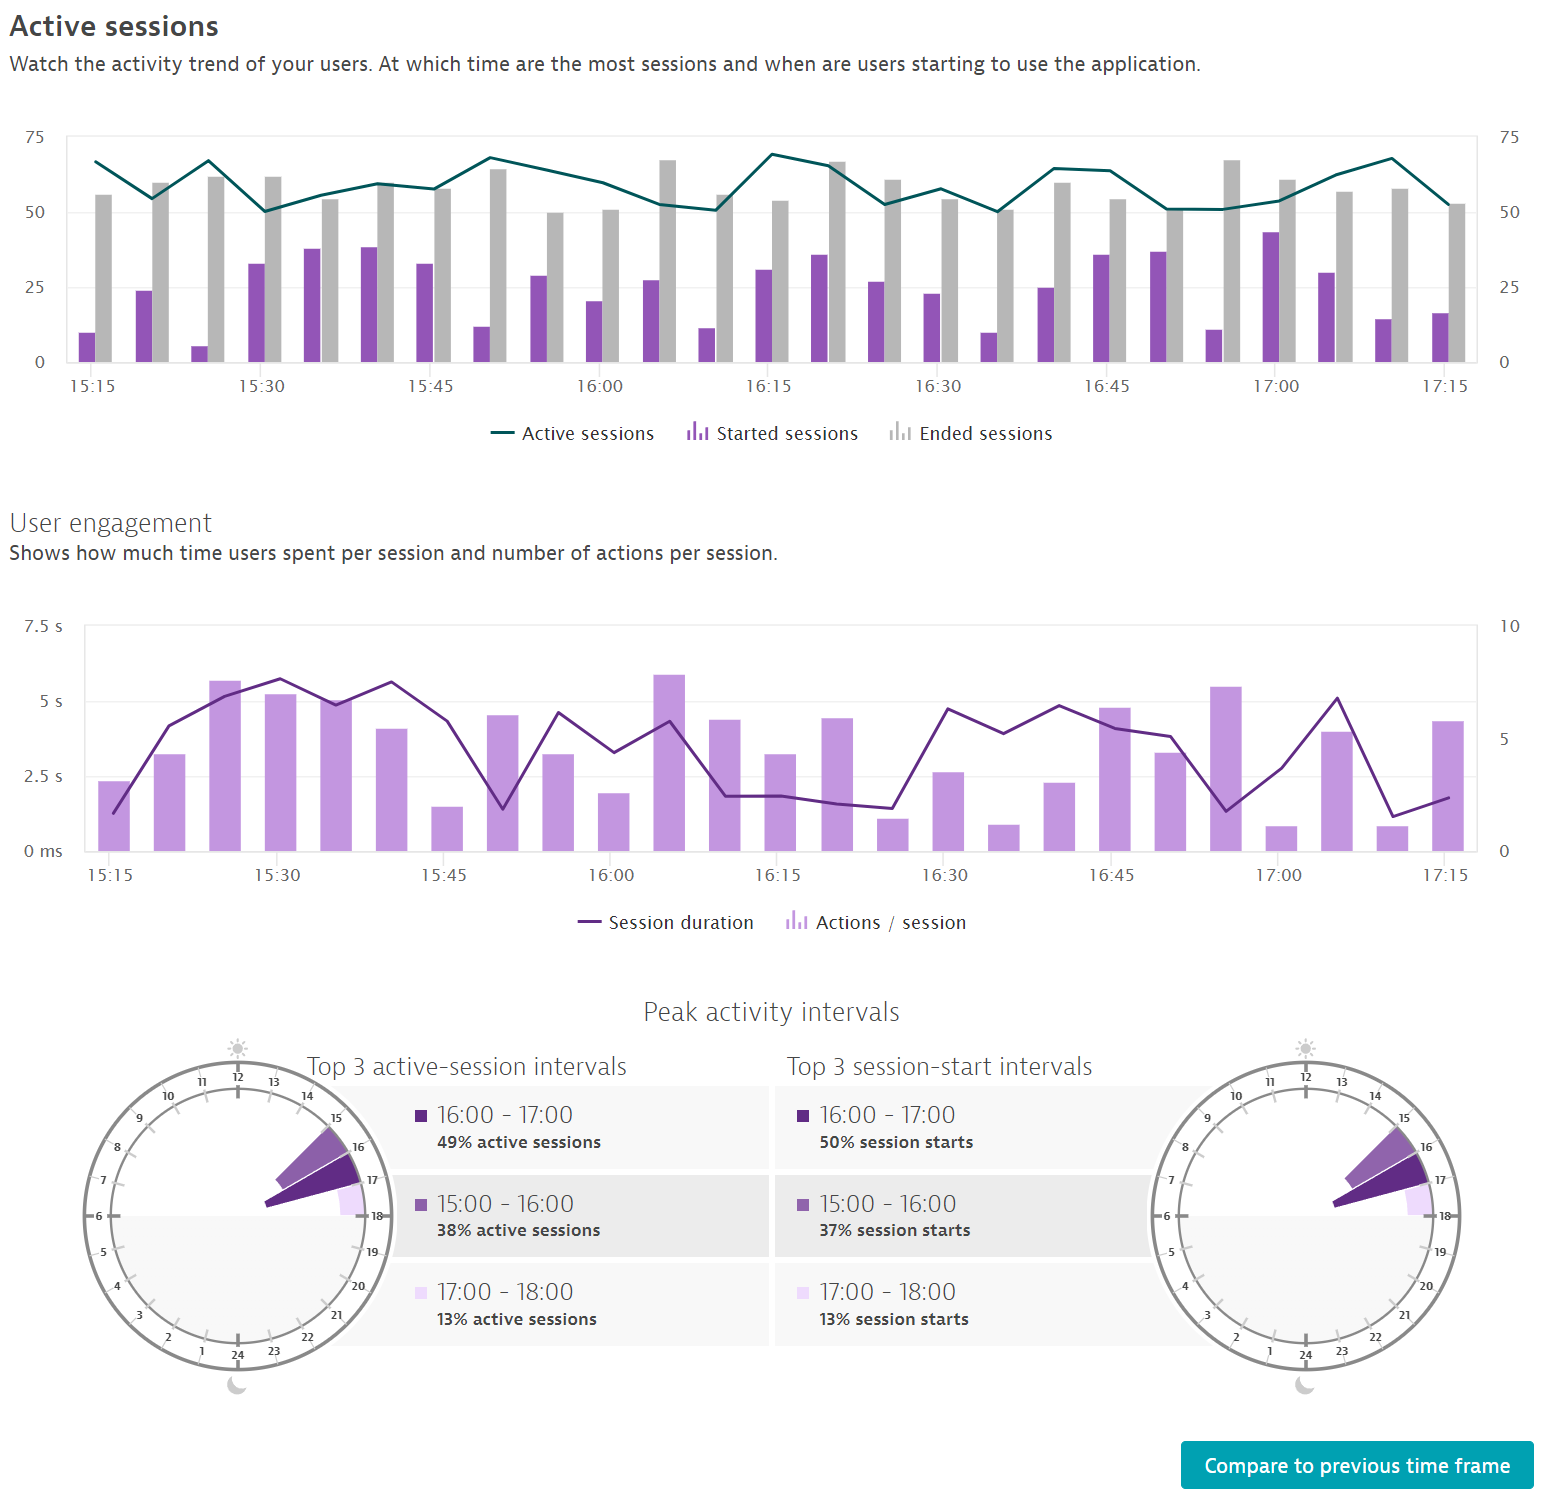 Active sessions
Watch the activity trend of your users. At which time are the most sessions and when are users starting to use the application.
75 75
50 50
25 25
0 0
15:15 15:30 15:45 16:00 16:15 16:30 16:45 17:00 17:15
Active sessions Started sessions Ended sessions
User engagement
Shows how much time users spent per session and number of actions per session.
7.5 s 10
5 s
5
2.5 s
0 ms 0
15:15 15:30 15:45 16:00 16:15 16:30 16:45 17:00 17:15
Session duration Actions / session
Peak activity intervals
Top 3 active-session intervals
16:00 - 17:00
49% active sessions
15:00 - 16:00
38% active sessions
17:00 - 18:00
13% active sessions
12 13 14 15 16 17 18 19 20 21 22 23 24 1 2 3 4 5 6 7 8 9 10 11
Top 3 session-start intervals
16:00 - 17:00
50% session starts
15:00 - 16:00
37% session starts
17:00 - 18:00
13% session starts
12 13 14 15 16 17 18 19 20 21 22 23 24 1 2 3 4 5 6 7 8 9 10 11
Compare to previous time frame